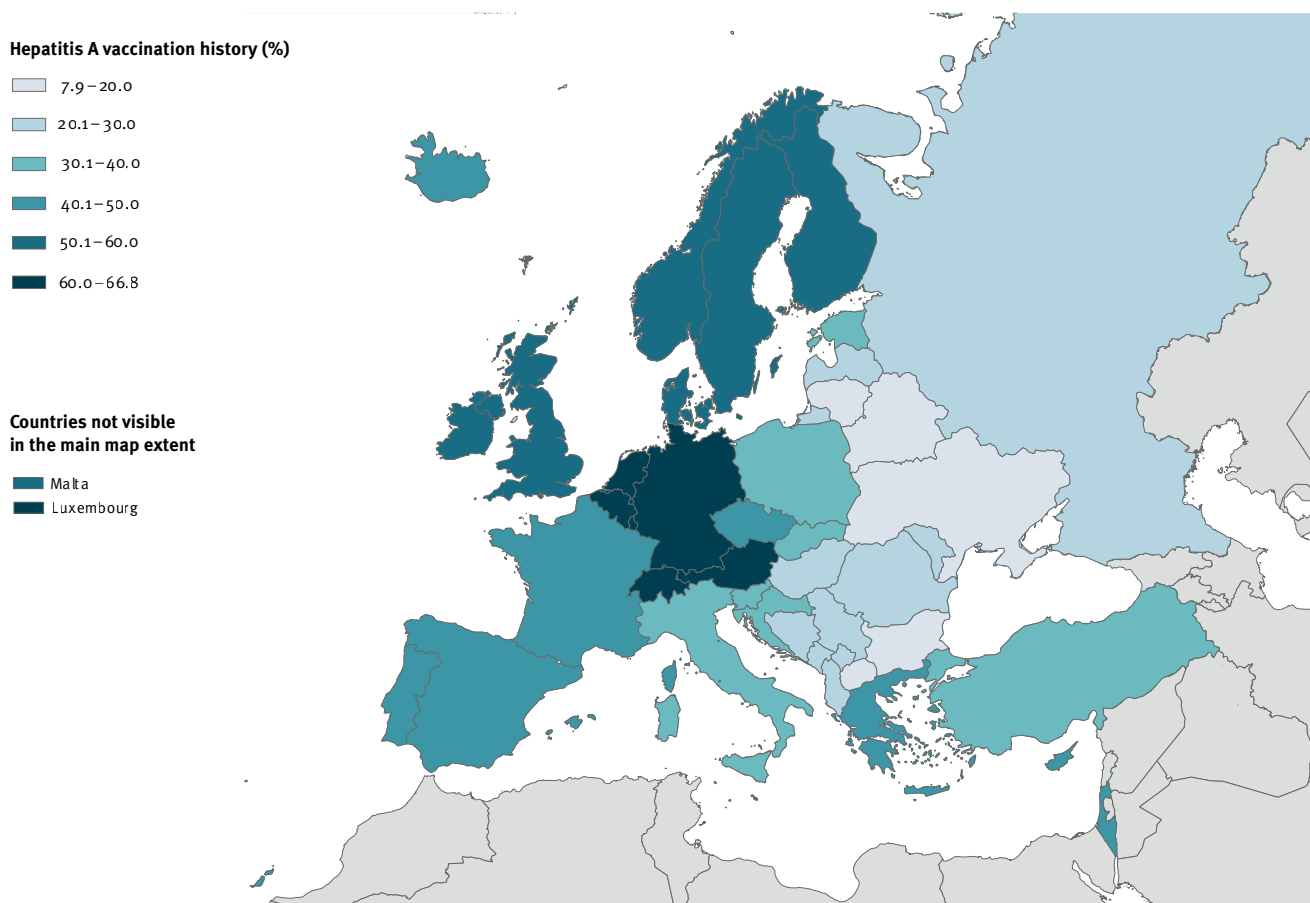 Hepatitis A vaccination history (%)
7.9–20.0
20.1–30.0
30.1–40.0
40.1–50.0
50.1–60.0
60.0–66.8
Countries not visible
in the main map extent
Malta
Luxembourg